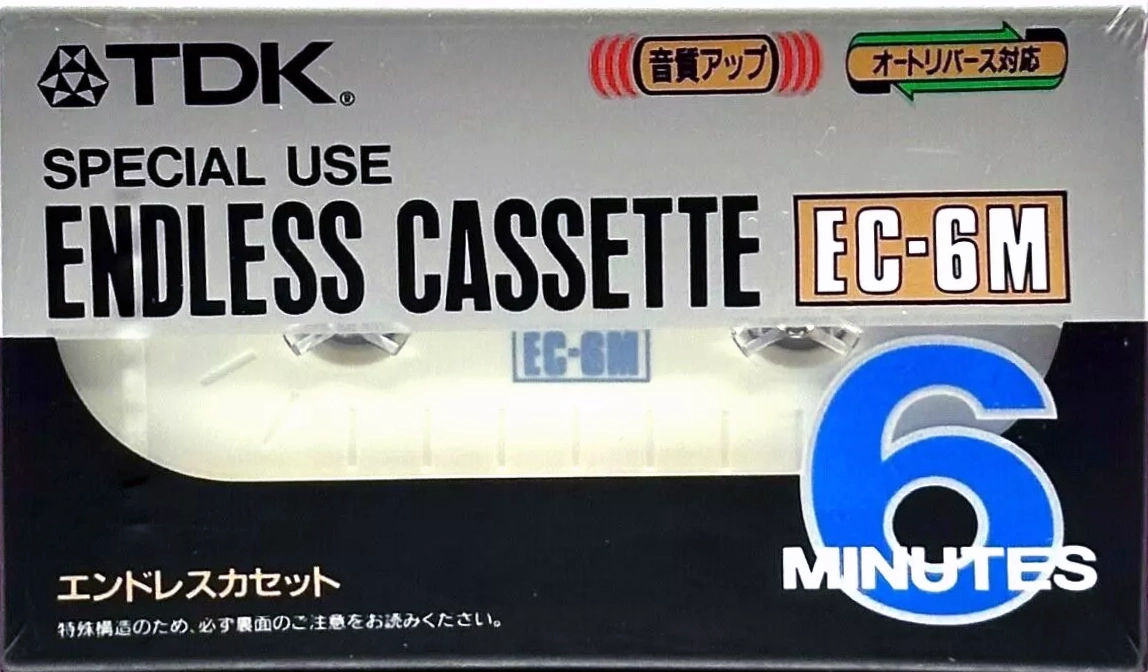 TDK®
音質アップ
オートリバース対応
SPECIAL USE
ENDLESS CASSETTE EC-6M
EC-6M
6
MINUTES
エンドレスカセット
特殊構造のため、必ず裏面のご注意をお読みください。